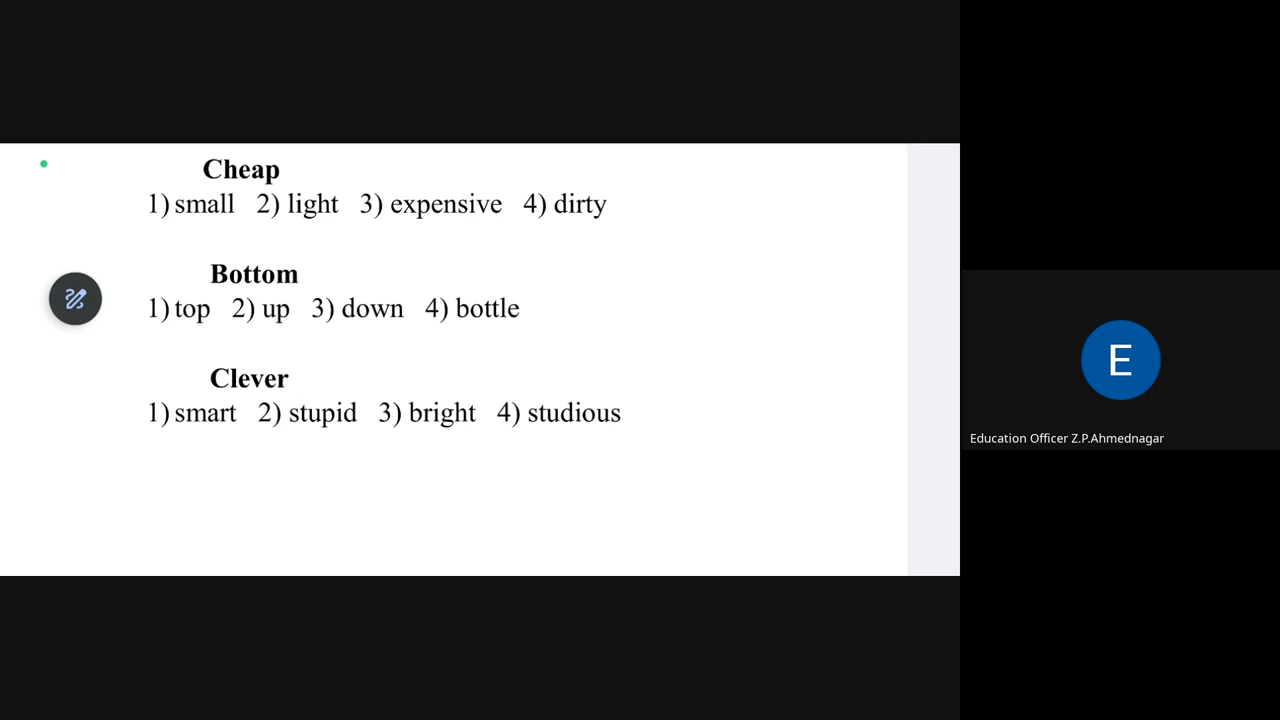 Cheap
1) small 2) light 3) expensive 4) dirty
Bottom
1) top 2) up 3) down 4) bottle
Clever
1) smart 2) stupid 3) bright 4) studious
E
Education Officer Z.P.Ahmednagar